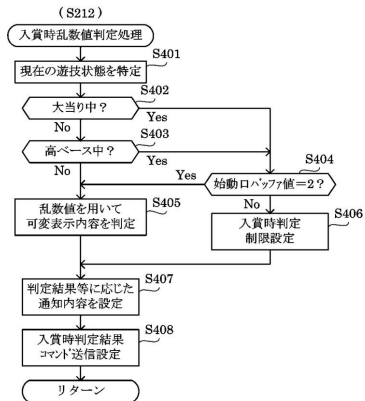 (S212)
入賞時乱数値判定処理
S401
現在の遊技状態を特定
S402
大当り中?
Yes
No
S403
高ベース中?
Yes
No
S404
始動口バッファ値=2?
Yes
No
S405
乱数値を用いて
可変表示内容を判定
S406
入賞時判定
制限設定
S407
判定結果等に応じた
通知内容を設定
S408
入賞時判定結果
コマンド送信設定
リターン